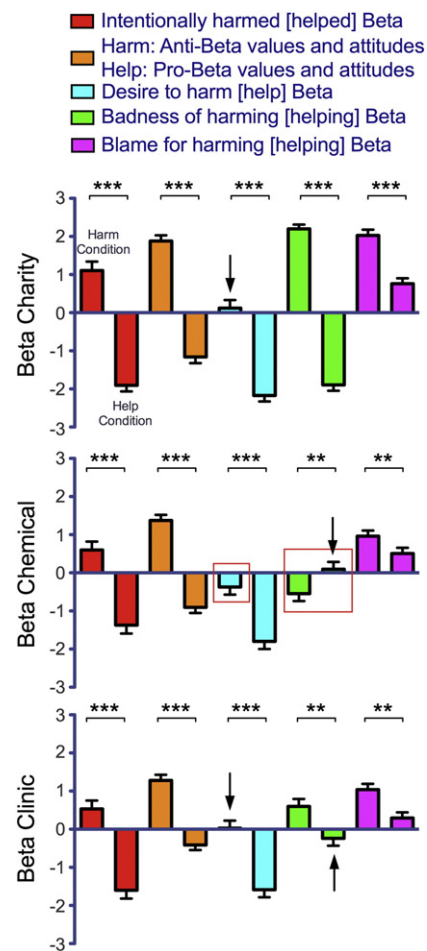 Intentionally harmed [helped] Beta
Harm: Anti-Beta values and attitudes
Help: Pro-Beta values and attitudes
Desire to harm [help] Beta
Badness of harming [helping] Beta
Blame for harming [helping] Beta
*** *** *** *** ***
3
2
1
0
-1
-2
-3
Beta Charity
Harm
Condition
Help
Condition
*** *** *** ** **
3
2
1
0
-1
-2
-3
Beta Chemical
*** *** *** ** **
3
2
1
0
-1
-2
-3
Beta Clinic